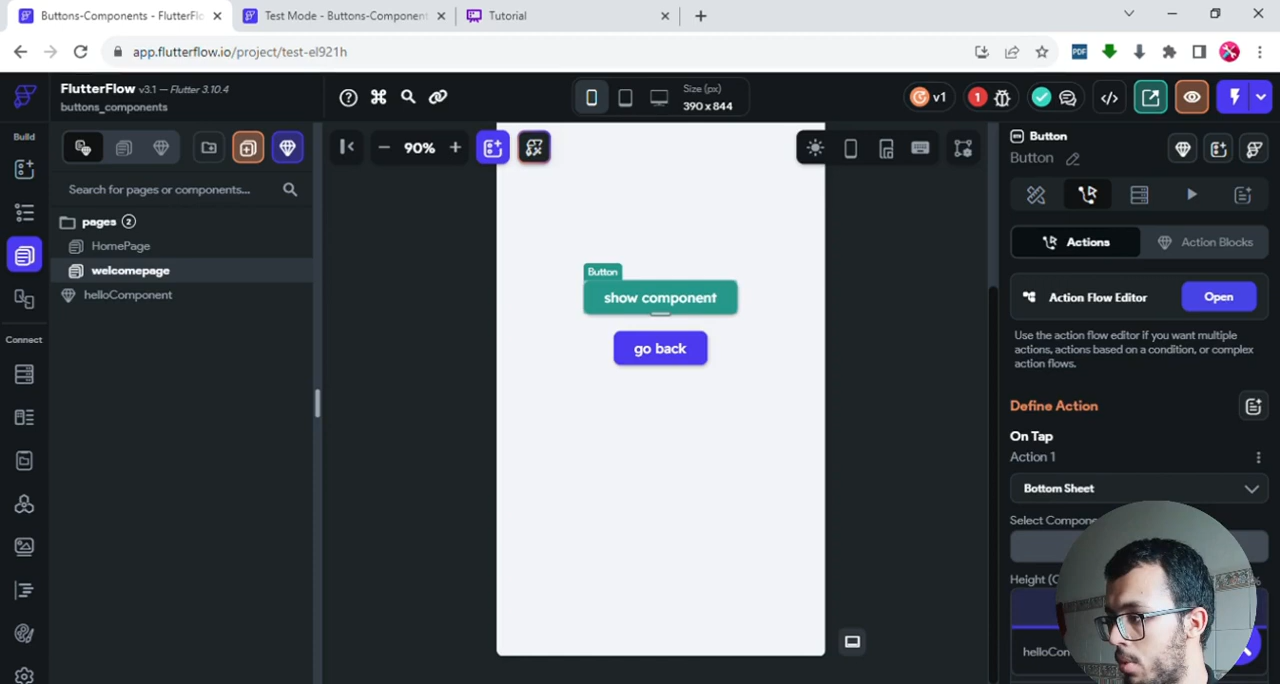 Buttons-Components - FlutterFlo
Test Mode - Buttons-Component
Tutorial
app.flutterflow.io/project/test-el921h
PDF
FlutterFlow v3.1 — Flutter 3.10.4
buttons_components
Size (px)
390 x 844
v1
1
Build
90%
Button
Button
Search for pages or components...
pages 2
HomePage
welcomepage
helloComponent
Connect
Button
show component
go back
Actions
Action Blocks
Action Flow Editor
Open
Use the action flow editor if you want multiple
actions, actions based on a condition, or complex
action flows.
Define Action
On Tap
Action 1
Bottom Sheet
Select
Height